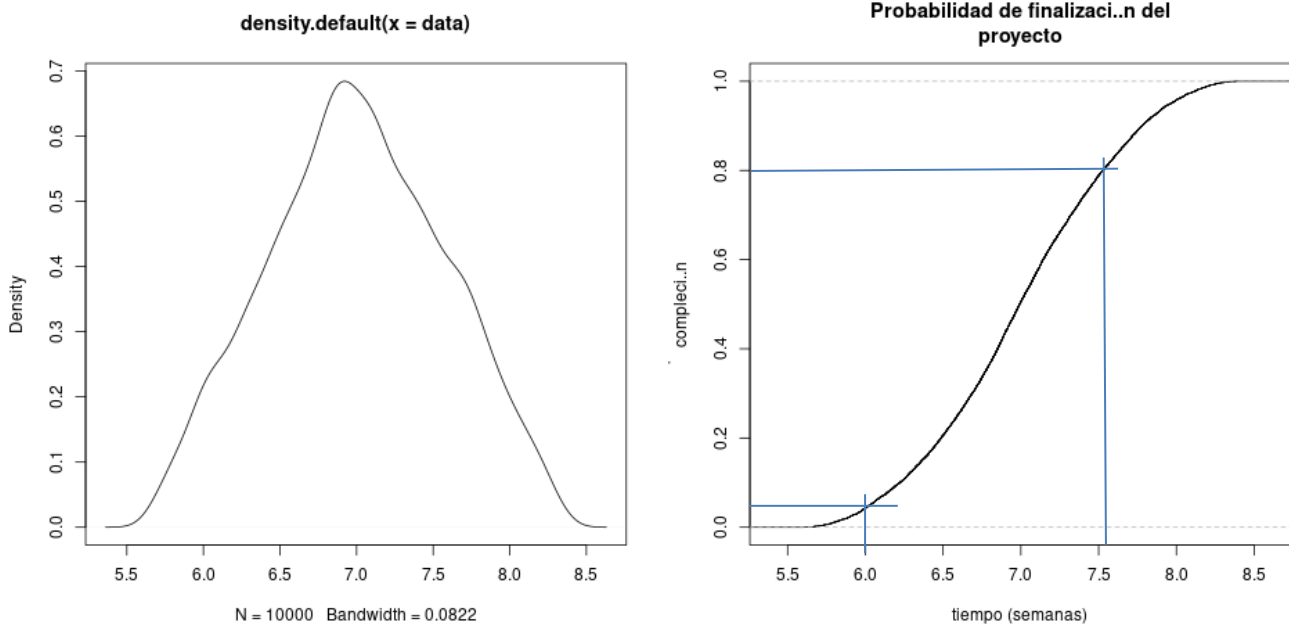 density.default(x = data)
Density
0.0
0.1
0.2
0.3
0.4
0.5
0.6
0.7
5.5 6.0 6.5 7.0 7.5 8.0 8.5
N = 10000 Bandwidth = 0.0822
Probabilidad de finalizaci..n del
proyecto
compleci..n
0.0
0.2
0.4
0.6
0.8
1.0
5.5 6.0 6.5 7.0 7.5 8.0 8.5
tiempo (semanas)